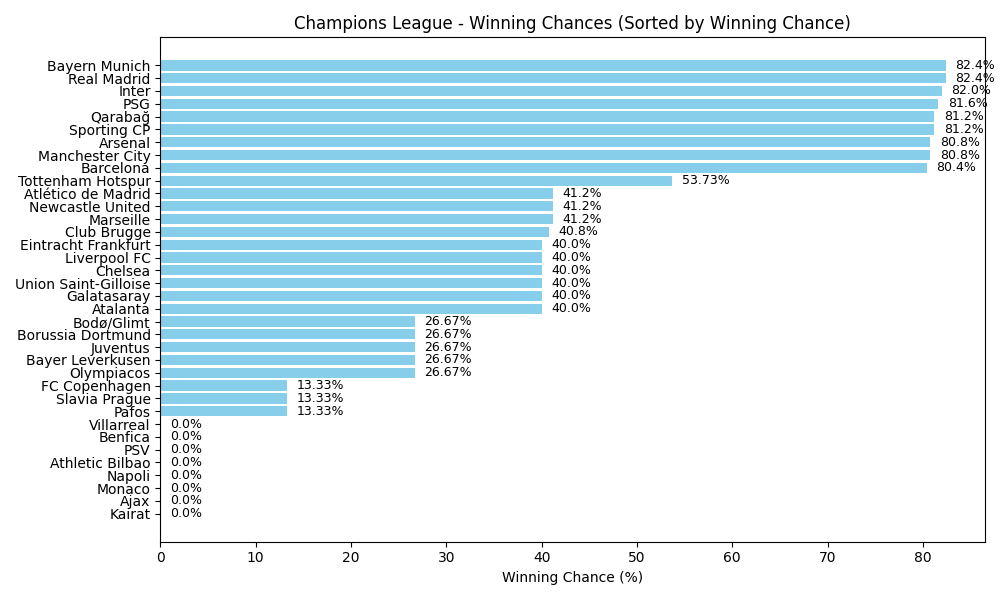 Champions League - Winning Chances (Sorted by Winning Chance)
Bayern Munich 82.4%
Real Madrid 82.4%
Inter 82.0%
PSG 81.6%
Qarabağ 81.2%
Sporting CP 81.2%
Arsenal 80.8%
Manchester City 80.8%
Barcelona 80.4%
Tottenham Hotspur 53.73%
Atlético de Madrid 41.2%
Newcastle United 41.2%
Marseille 41.2%
Club Brugge 40.8%
Eintracht Frankfurt 40.0%
Liverpool FC 40.0%
Chelsea 40.0%
Union Saint-Gilloise 40.0%
Galatasaray 40.0%
Atalanta 40.0%
Bodø/Glimt 26.67%
Borussia Dortmund 26.67%
Juventus 26.67%
Bayer Leverkusen 26.67%
Olympiacos 26.67%
FC Copenhagen 13.33%
Slavia Prague 13.33%
Pafos 13.33%
Villarreal 0.0%
Benfica 0.0%
PSV 0.0%
Athletic Bilbao 0.0%
Napoli 0.0%
Monaco 0.0%
Ajax 0.0%
Kairat 0.0%
0 10 20 30 40 50 60 70 80
Winning Chance (%)